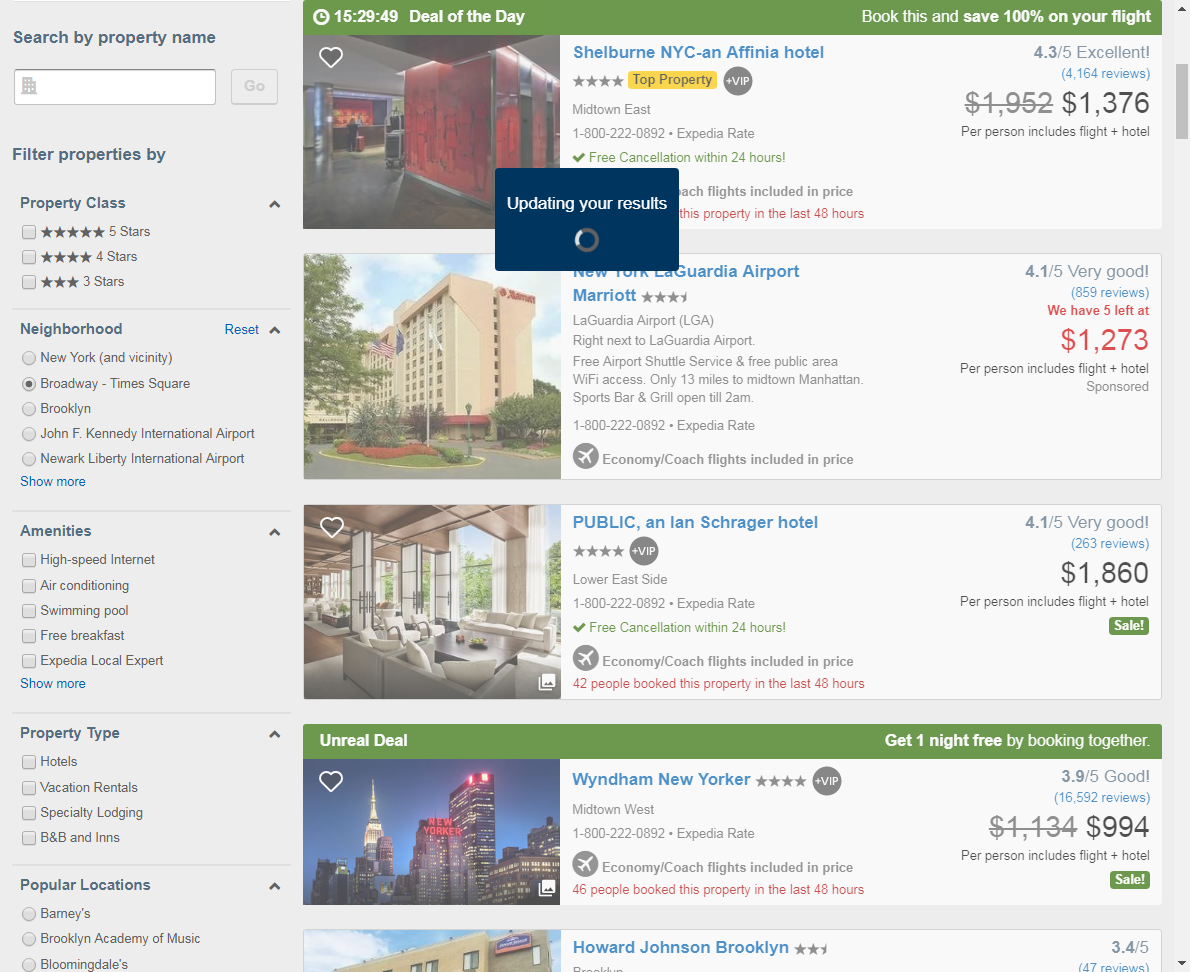 Search by property name
Go
Filter properties by
Property Class
5 Stars
4 Stars
3 Stars
Neighborhood Reset
New York (and vicinity)
Broadway - Times Square
Brooklyn
John F. Kennedy International Airport
Newark Liberty International Airport
Show more
Amenities
High-speed Internet
Air conditioning
Swimming pool
Free breakfast
Expedia Local Expert
Show more
Property Type
Hotels
Vacation Rentals
Specialty Lodging
B&B and Inns
Popular Locations
Barney's
Brooklyn Academy of Music
Bloomingdale's
15:29:49 Deal of the Day Book this and save 100% on your flight
Shelburne NYC-an Affinia hotel
Top Property +VIP
Midtown East
1-800-222-0892 • Expedia Rate
Free Cancellation within 24 hours!
flights included in price
this property in the last 48 hours
4.3/5 Excellent!
(4,164 reviews)
$1,952 $1,376
Per person includes flight + hotel
Updating your results
New York LaGuardia Airport
Marriott
LaGuardia Airport (LGA)
Right next to LaGuardia Airport.
Free Airport Shuttle Service & free public area
WiFi access. Only 13 miles to midtown Manhattan.
Sports Bar & Grill open till 2am.
1-800-222-0892 • Expedia Rate
Economy/Coach flights included in price
4.1/5 Very good!
(859 reviews)
We have 5 left at
$1,273
Per person includes flight + hotel
Sponsored
Marriott
PUBLIC, an Ian Schrager hotel
+VIP
Lower East Side
1-800-222-0892 • Expedia Rate
Free Cancellation within 24 hours!
Economy/Coach flights included in price
42 people booked this property in the last 48 hours
4.1/5 Very good!
(263 reviews)
$1,860
Per person includes flight + hotel
Sale!
Unreal Deal Get 1 night free by booking together.
NEW
YORKER
Wyndham New Yorker +VIP
Midtown West
1-800-222-0892 • Expedia Rate
Economy/Coach flights included in price
46 people booked this property in the last 48 hours
3.9/5 Good!
(16,592 reviews)
$1,134 $994
Per person includes flight + hotel
Sale!
Howard Johnson Brooklyn
Brooklyn
3.4/5
(47 reviews)